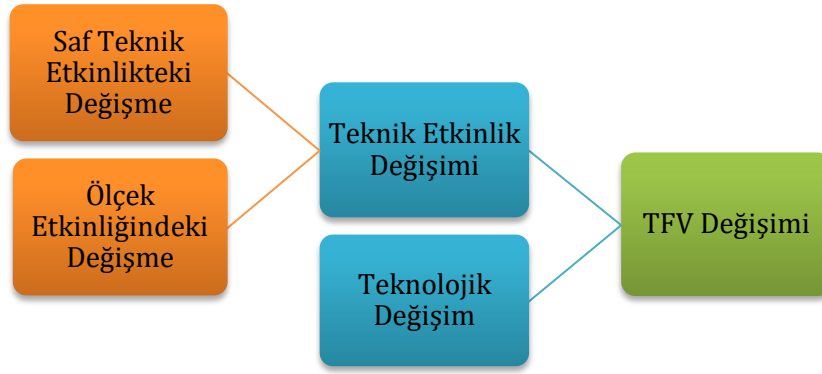 Saf Teknik
Etkinlikteki
Değişme
Ölçek
Etkinliğindeki
Değişme
Teknik Etkinlik
Değişimi
Teknolojik
Değişim
TFV Değişimi